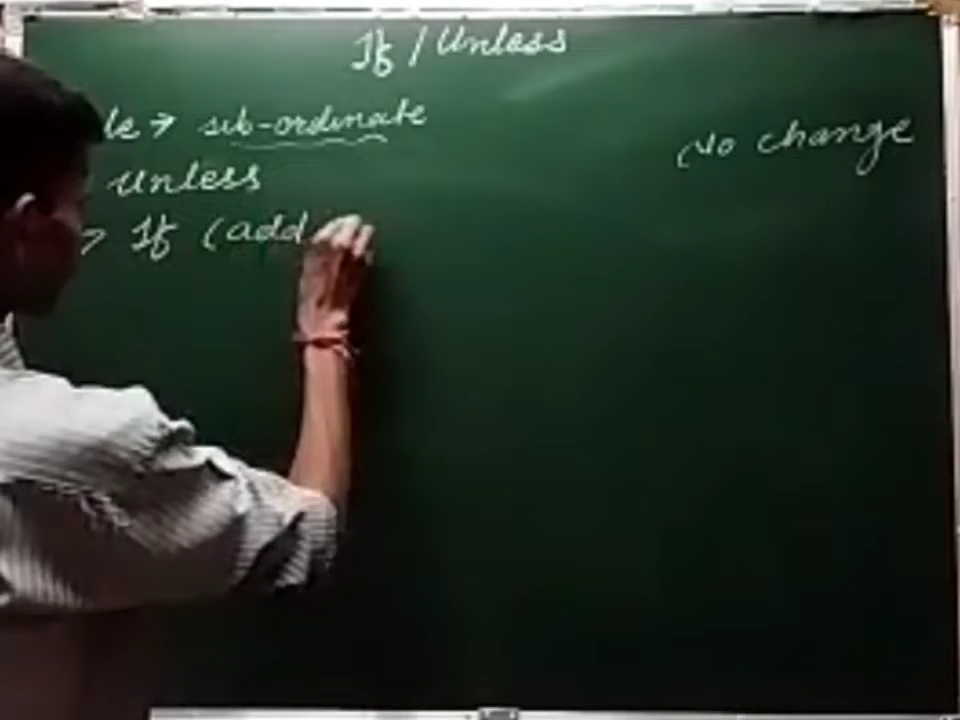 If / Unless
le → sub-ordinate
No change
Unless
If (add